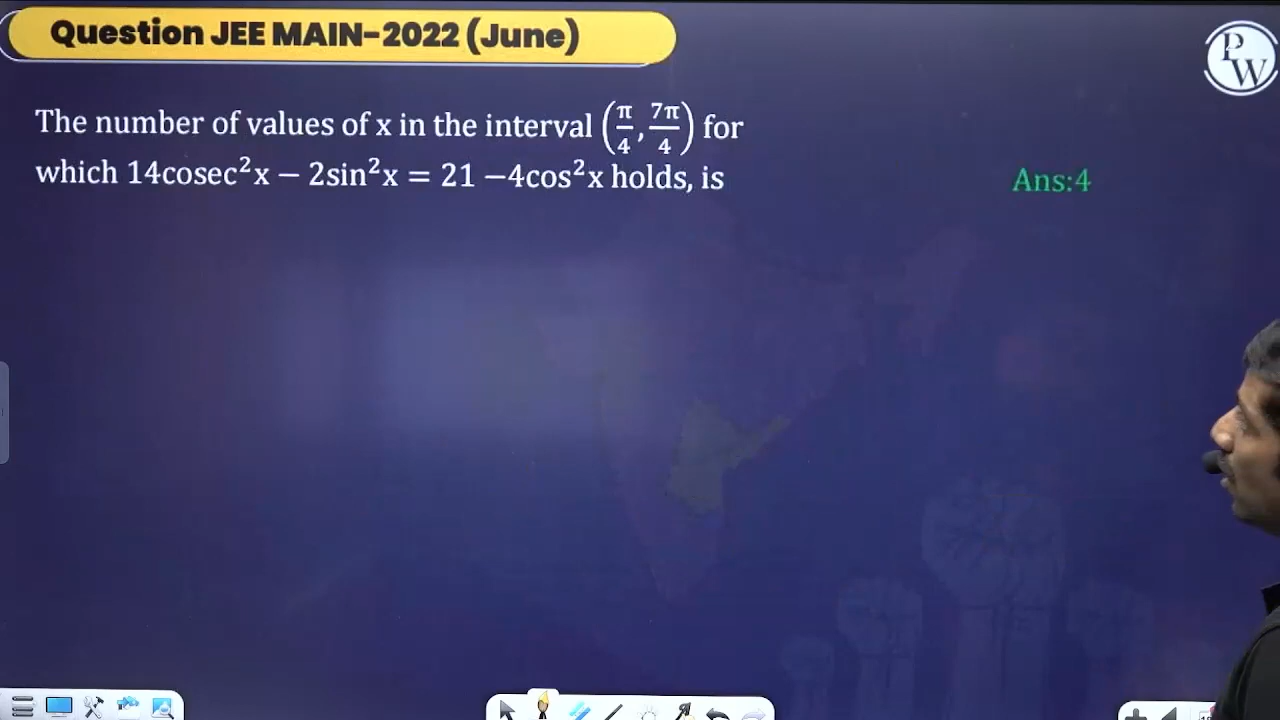 Question JEE MAIN-2022 (June)
PW
The number of values of x in the interval (π/4, 7π/4) for
which 14cosec²x − 2sin²x = 21 −4cos²x holds, is
Ans:4